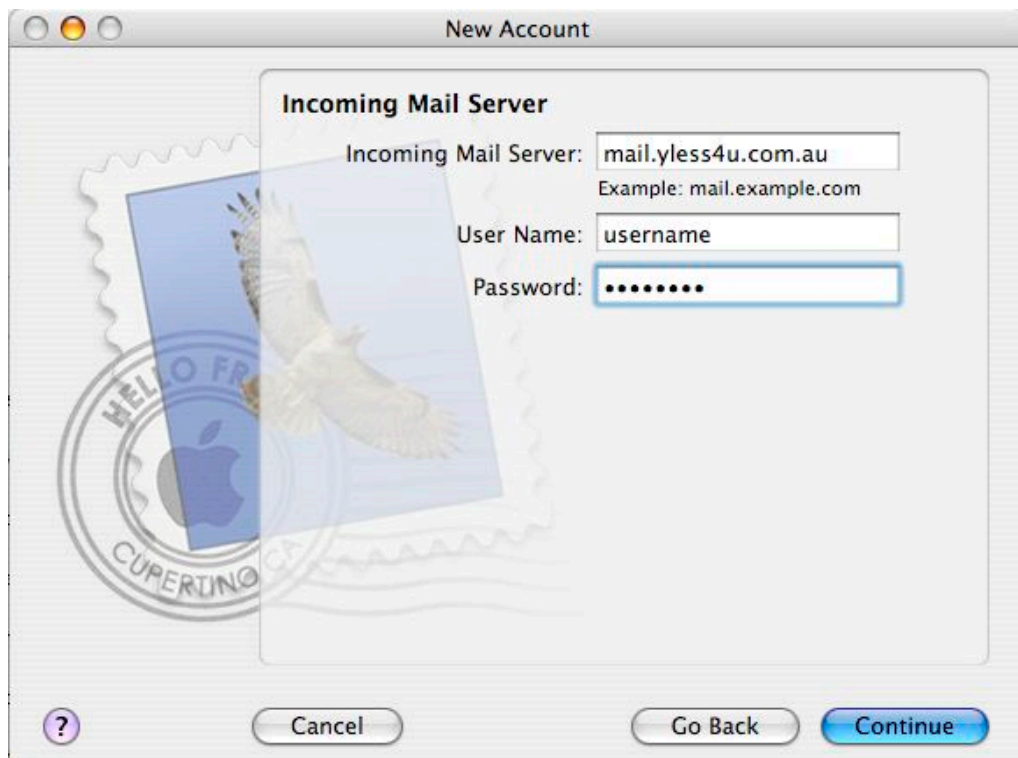 New Account
Incoming Mail Server
Incoming Mail Server: mail.yless4u.com.au
Example: mail.example.com
User Name: username
Password: ••••••••
HELLO FR
CUPERTINO CA
? Cancel Go Back Continue